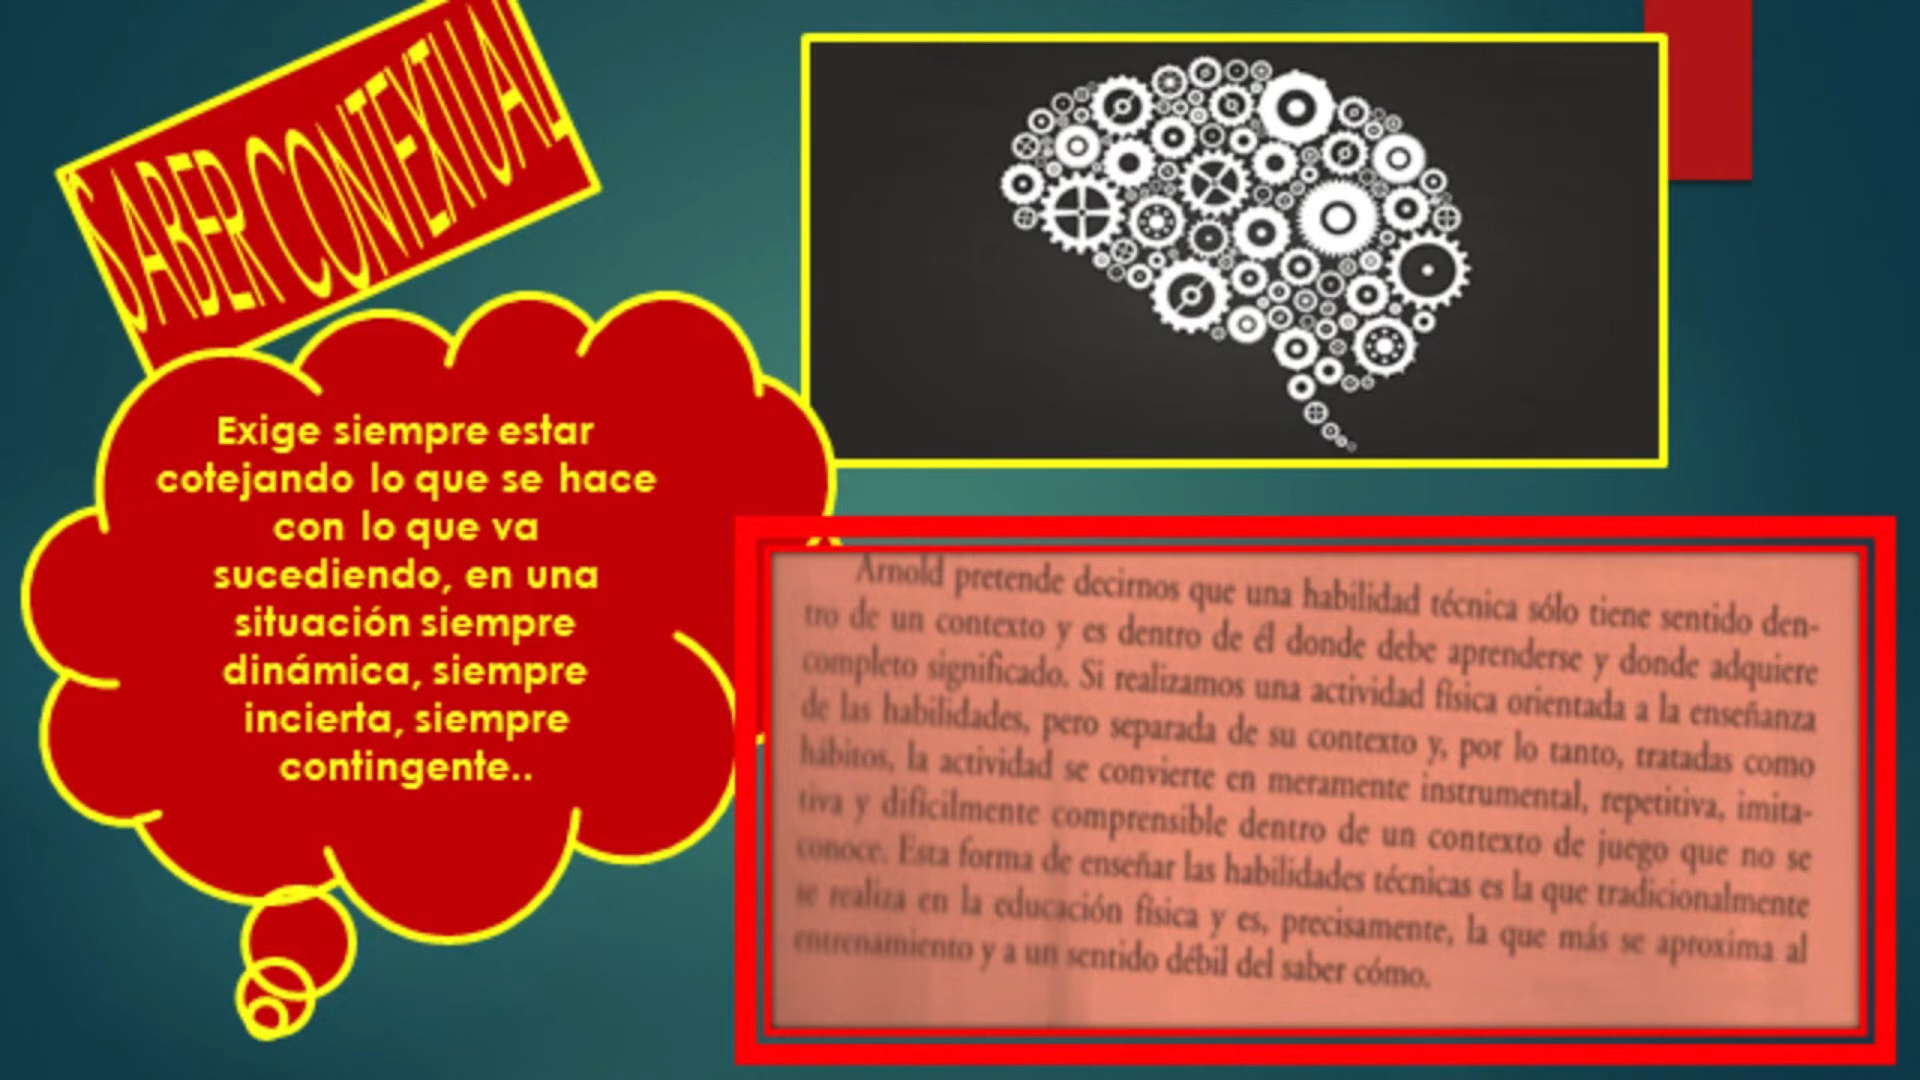 SABER CONTEXTUAL
Exige siempre estar
cotejando lo que se hace
con lo que va
sucediendo, en una
situación siempre
dinámica, siempre
incierta, siempre
contingente..
Arnold pretende decirnos que una habilidad técnica sólo tiene sentido den-
tro de un contexto y es dentro de él donde debe aprenderse y donde adquiere
completo significado. Si realizamos una actividad física orientada a la enseñanza
de las habilidades, pero separada de su contexto y, por lo tanto, tratadas como
hábitos, la actividad se convierte en meramente instrumental, repetitiva, imita-
tiva y difícilmente comprensible dentro de un contexto de juego que no se
conoce. Esta forma de enseñar las habilidades técnicas es la que tradicionalmente
se realiza en la educación física y es, precisamente, la que más se aproxima al
entrenamiento y a un sentido débil del saber cómo.